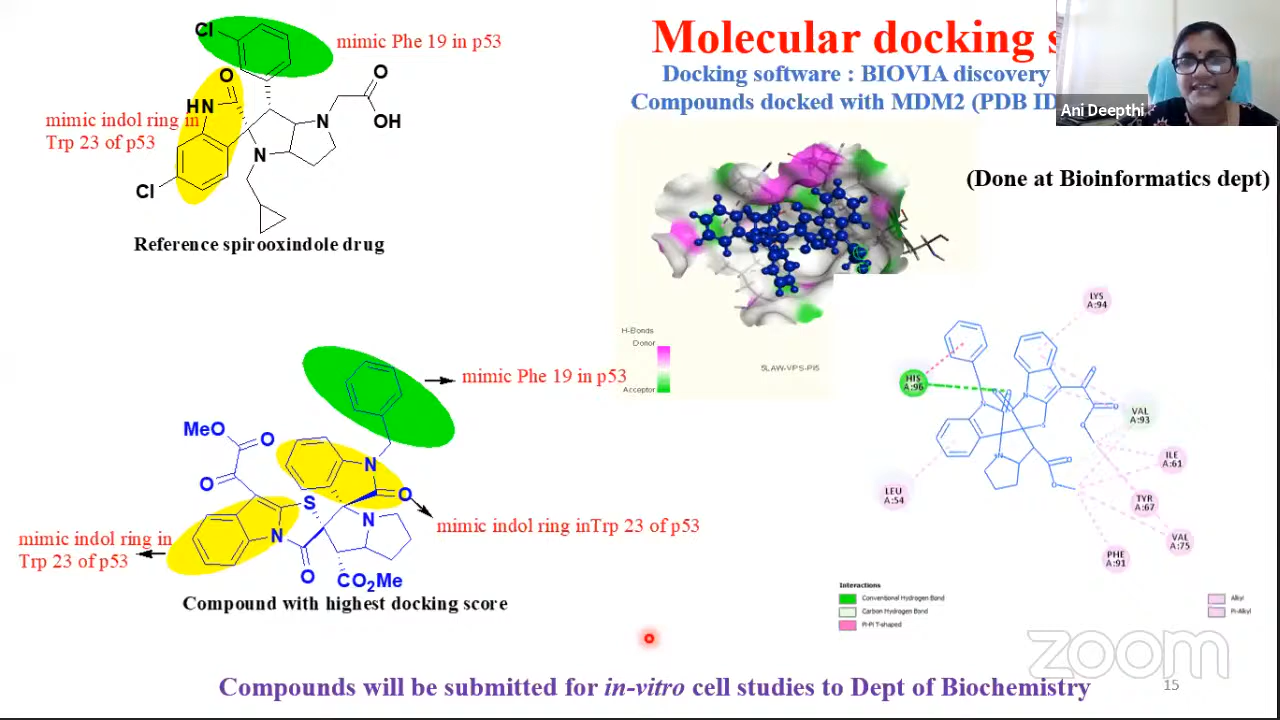 Molecular docking s
Docking software : BIOVIA discovery
Compounds docked with MDM2 (PDB ID
Ani Deepthi
(Done at Bioinformatics dept)
Cl
mimic Phe 19 in p53
O
O
HN
mimic indol ring in
Trp 23 of p53
N
OH
N
Cl
Reference spirooxindole drug
H-Bonds
Donor
Acceptor
LYS
A:94
HIS
A:96
VAL
A:93
ILE
A:61
LEU
A:54
TYR
A:67
VAL
A:75
PHE
A:91
mimic Phe 19 in p53
MeO
O
O
N
O
S
N
mimic indol ring inTrp 23 of p53
mimic indol ring in
Trp 23 of p53
N
O
CO2Me
Compound with highest docking score
Interactions
Conventional Hydrogen Bond
Carbon Hydrogen Bond
Pi-Pi T-shaped
Alkyl
Pi-Alkyl
zoom
Compounds will be submitted for in-vitro cell studies to Dept of Biochemistry
15